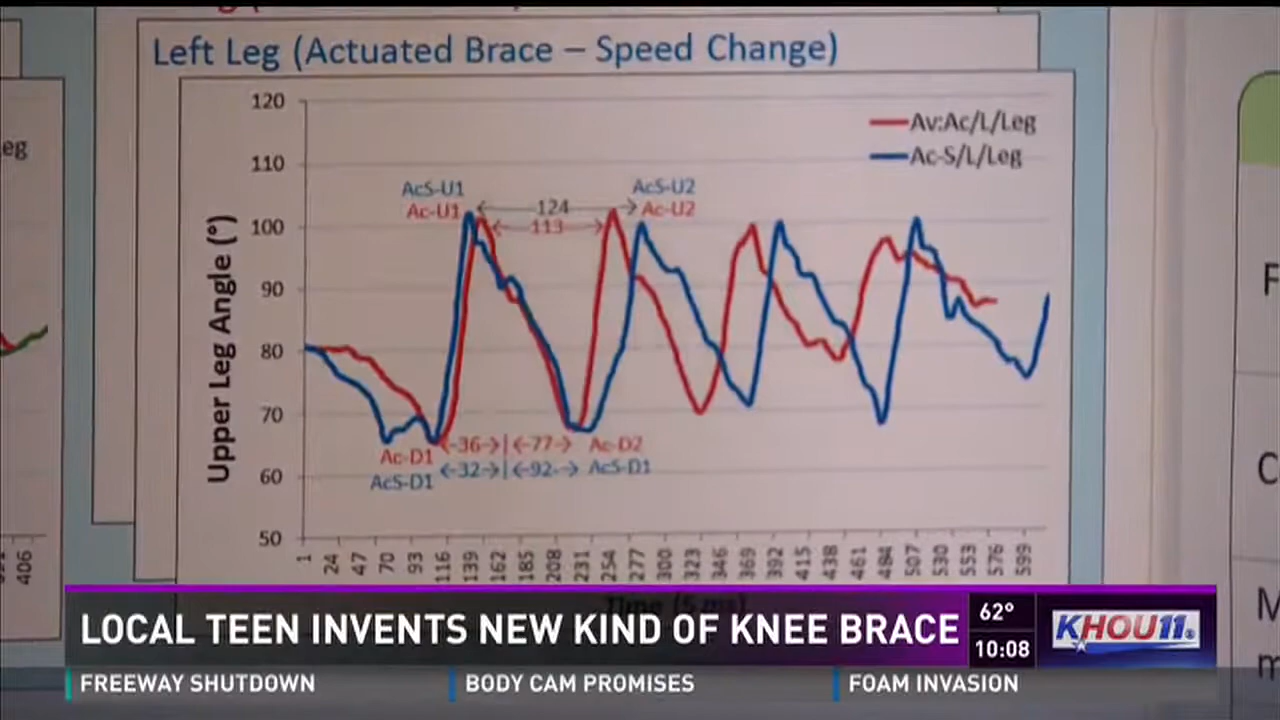 Left Leg (Actuated Brace – Speed Change)
eg
Upper Leg Angle (°)
120
110
100
90
80
70
60
50
Av:Ac/L/Leg
Ac-S/L/Leg
AcS-U1
Ac-U1
124
113
AcS-U2
Ac-U2
Ac-D1
AcS-D1
36
77
32
92
Ac-D2
AcS-D1
1 24 47 70 93 116 139 162 185 208 231 254 277 300 323 346 369 392 415 438 461 484 507 530 553 576 599
406
F
C
M
LOCAL TEEN INVENTS NEW KIND OF KNEE BRACE
62°
10:08
KHOU11
FREEWAY SHUTDOWN
BODY CAM PROMISES
FOAM INVASION